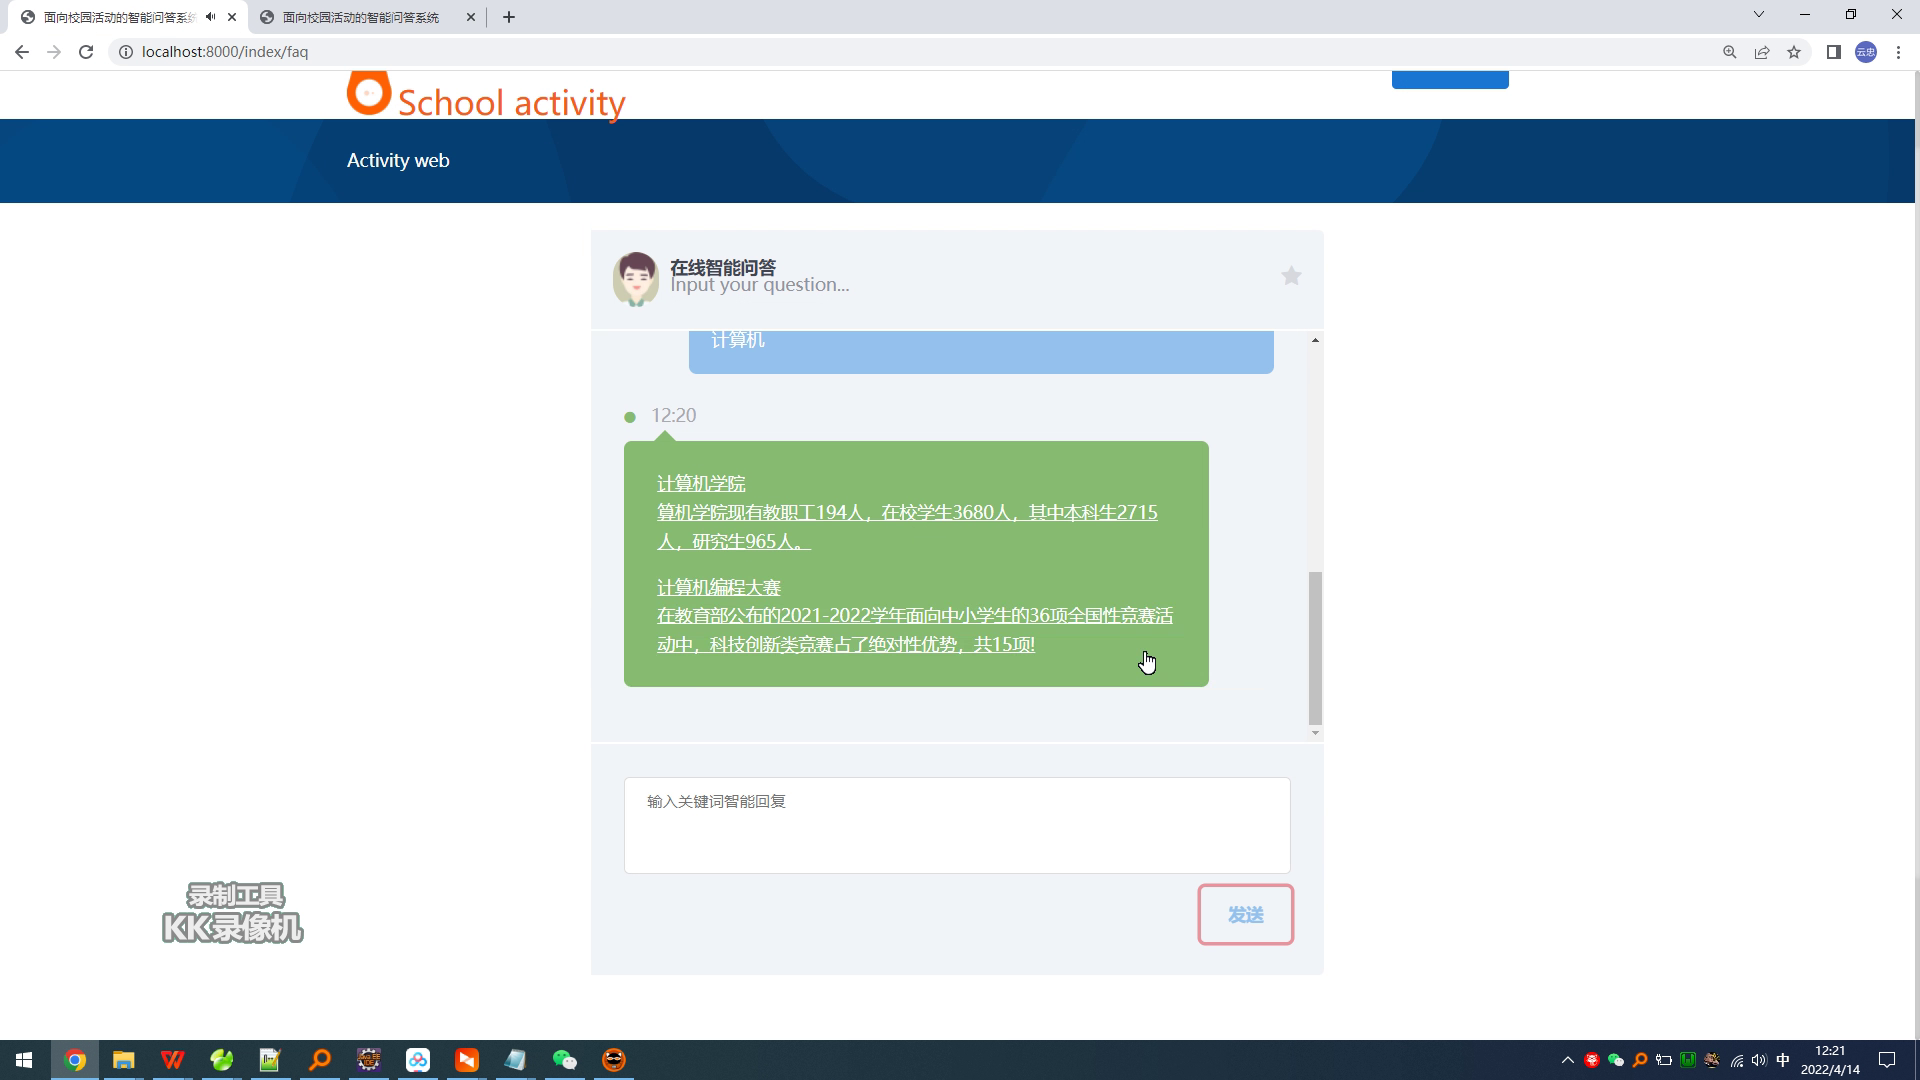 面向校园活动的智能问答系统
面向校园活动的智能问答系统
localhost:8000/index/faq
云忠
School activity
Activity web
在线智能问答
Input your question...
计算机
12:20
计算机学院
算机学院现有教职工194人，在校学生3680人，其中本科生2715
人，研究生965人。
计算机编程大赛
在教育部公布的2021-2022学年面向中小学生的36项全国性竞赛活
动中，科技创新类竞赛占了绝对性优势，共15项!
输入关键词智能回复
发送
录制工具
KK录像机
中
12:21
2022/4/14